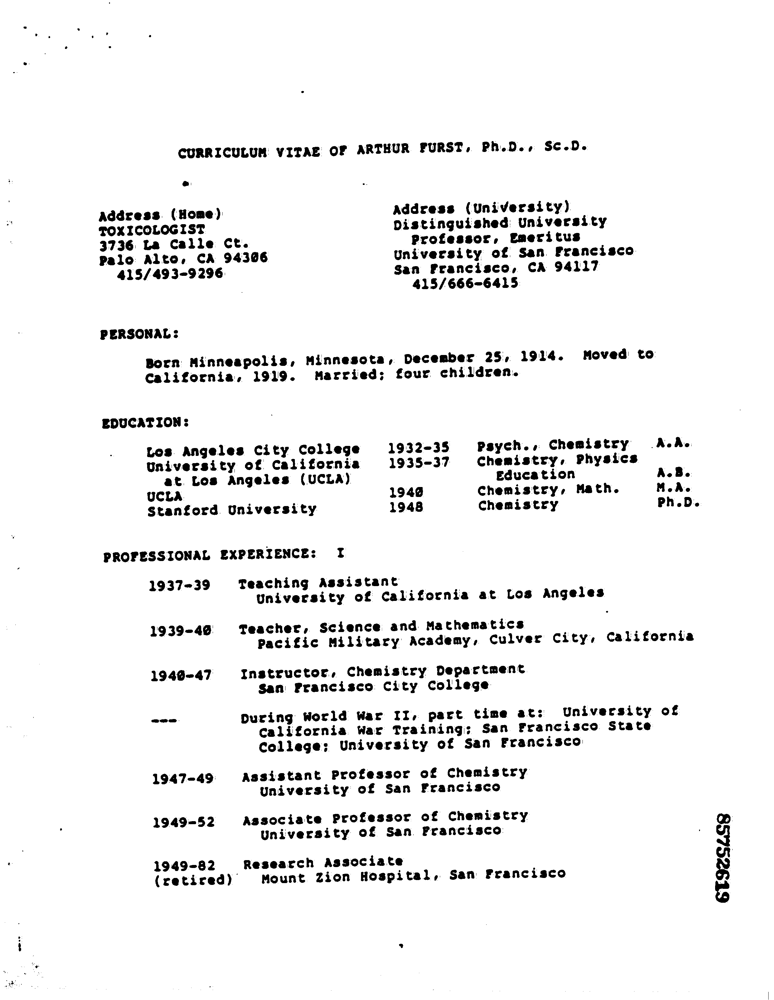 CURRICULUM VITAE OF ARTHUR FURST, Ph.D., Sc.D.
Address (Home)
TOXICOLOGIST
3736 La Calle Ct.
Palo Alto, CA 94306
415/493-9296
Address (University)
Distinguished University
Professor, Emeritus
University of San Francisco
San Francisco, CA 94117
415/666-6415
PERSONAL:
Born Minneapolis, Minnesota, December 25, 1914. Moved to
California, 1919. Married; four children.
EDUCATION:
Los Angeles City College 1932-35 Psych., Chemistry A.A.
University of California 1935-37 Chemistry, Physics
at Los Angeles (UCLA) Education A.B.
UCLA 1940 Chemistry, Math. M.A.
Stanford University 1948 Chemistry Ph.D.
PROFESSIONAL EXPERIENCE: I
1937-39 Teaching Assistant
University of California at Los Angeles
1939-40 Teacher, Science and Mathematics
Pacific Military Academy, Culver City, California
1940-47 Instructor, Chemistry Department
San Francisco City College
--- During World War II, part time at: University of
California War Training; San Francisco State
College; University of San Francisco
1947-49 Assistant Professor of Chemistry
University of San Francisco
1949-52 Associate Professor of Chemistry
University of San Francisco
1949-82 Research Associate
(retired) Mount Zion Hospital, San Francisco
85752619